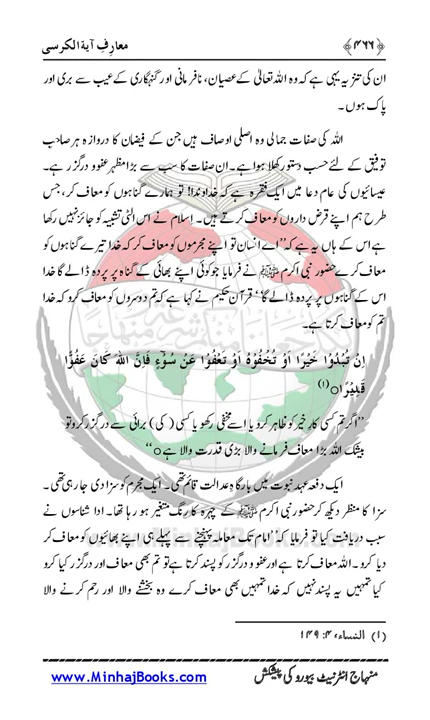 ﴿۴۶۶﴾ معارفِ آیۃ الکرسی
ان کی تنزیہ یہی ہے کہ وہ اللہ تعالیٰ کے عصیان، نافرمانی اور گنہگاری کے عیب سے بری اور
پاک ہوں۔
اللہ کی صفات جمالی وہ اصلی اوصاف ہیں جن کے فیضان کا دروازہ ہر صاحبِ
توفیق کے لئے حسب دستور کھلا ہوا ہے۔ ان صفات کا سب سے بڑا مظہر عفو و درگزر ہے۔
عیسائیوں کی عام دعا میں ایک فقرہ ہے کہ خداوندا! تو ہمارے گناہوں کو معاف کر، جس
طرح ہم اپنے قرض داروں کو معاف کرتے ہیں۔ اسلام نے اس الٹی تشبیہ کو جائز نہیں رکھا
ہے اس کے ہاں یہ ہے کہ ”اے انسان تو اپنے مجرموں کو معاف کر کہ خدا تیرے گناہوں کو
معاف کرے حضور نبی اکرم ﷺ نے فرمایا جو کوئی اپنے بھائی کے گناہ پر پردہ ڈالے گا خدا
اس کے گناہوں پر پردہ ڈالے گا“ قرآن حکیم نے کہا ہے کہ تم دوسروں کو معاف کرو کہ خدا
تم کو معاف کرتا ہے۔
اِنْ تُبْدُوْا خَيْرًا اَوْ تُخْفُوْهُ اَوْ تَعْفُوْا عَنْ سُوْٓءٍ فَاِنَّ اللهَ كَانَ عَفُوًّا
قَدِيْرًا○(۱)
”اگر تم کسی کارِ خیر کو ظاہر کرو یا اسے مخفی رکھو یا کسی (کی) برائی سے درگزر کرو تو
بیشک اللہ بڑا معاف فرمانے والا بڑی قدرت والا ہے○“
ایک دفعہ عہد نبوت میں بارگاہِ عدالت قائم تھی۔ ایک مجرم کو سزا دی جا رہی تھی۔
سزا کا منظر دیکھ کر حضور نبی اکرم ﷺ کے چہرہ کا رنگ متغیر ہو رہا تھا۔ ادا شناسوں نے
سبب دریافت کیا تو فرمایا کہ ”امام تک معاملہ پہنچنے سے پہلے ہی اپنے بھائیوں کو معاف کر
دیا کرو۔ اللہ معاف کرتا ہے اور عفو و درگزر کو پسند کرتا ہے تو تم بھی معاف اور درگزر کیا کرو
کیا تمہیں یہ پسند نہیں کہ خدا تمہیں بھی معاف کرے وہ بخشنے والا اور رحم کرنے والا
(۱) النساء، ۴: ۱۴۹
www.MinhajBooks.com منہاج انٹرنیٹ بیورو کی پیشکش